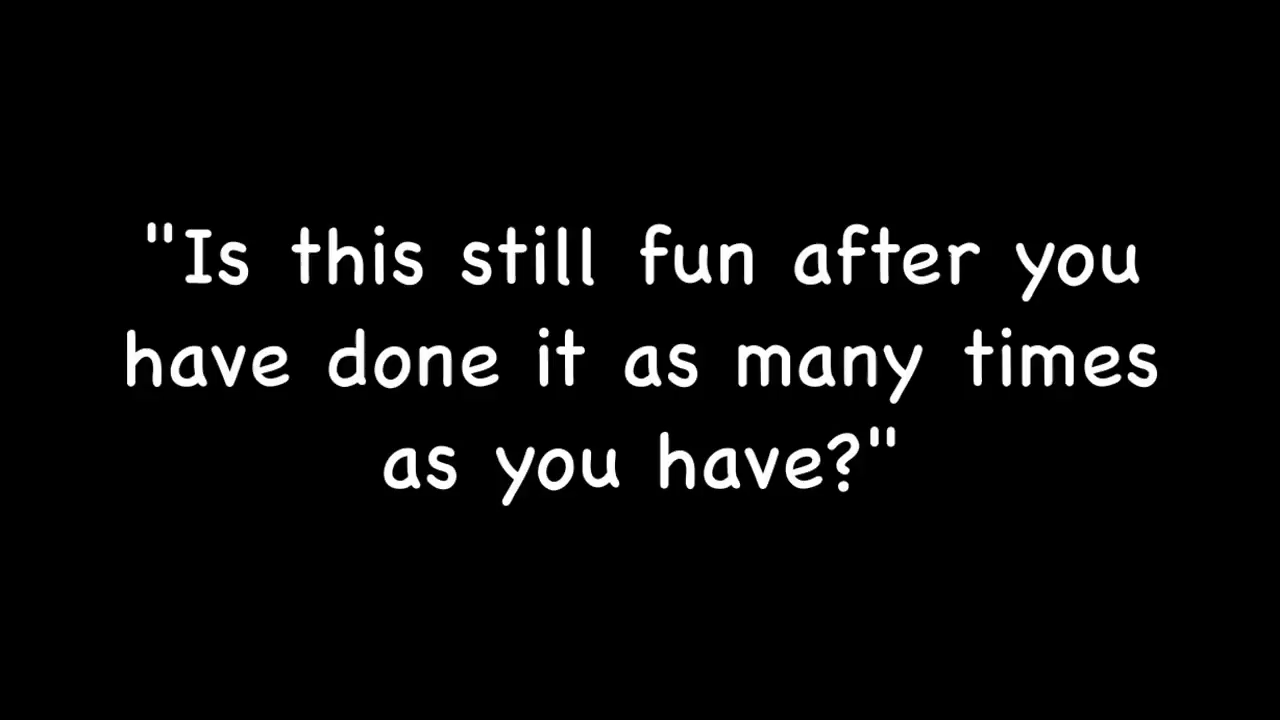 "Is this still fun after you
have done it as many times
as you have?"